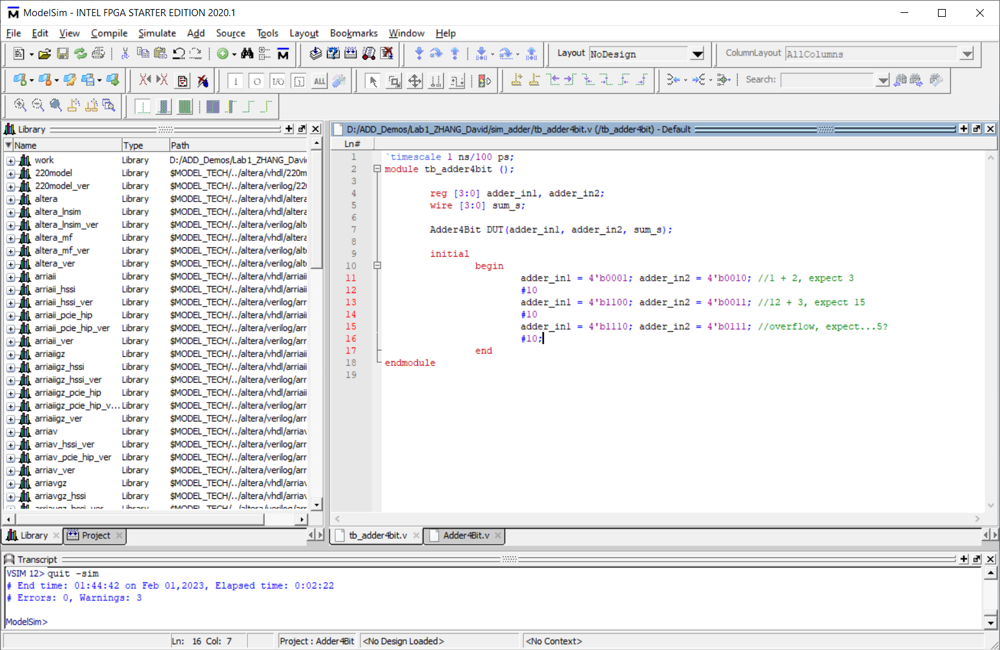 ModelSim - INTEL FPGA STARTER EDITION 2020.1
File Edit View Compile Simulate Add Source Tools Layout Bookmarks Window Help
Layout NoDesign ColumnLayout AllColumns
Search:
Library
Name Type Path
work Library D:/ADD_Demos/Lab1_ZHANG_Davi
220model Library $MODEL_TECH/../altera/vhdl/220m
220model_ver Library $MODEL_TECH/../altera/verilog/22
altera Library $MODEL_TECH/../altera/vhdl/altera
altera_lnsim Library $MODEL_TECH/../altera/vhdl/altera
altera_lnsim_ver Library $MODEL_TECH/../altera/verilog/alt
altera_mf Library $MODEL_TECH/../altera/vhdl/altera
altera_mf_ver Library $MODEL_TECH/../altera/verilog/alt
altera_ver Library $MODEL_TECH/../altera/verilog/alt
arriaii Library $MODEL_TECH/../altera/vhdl/arriaii
arriaii_hssi Library $MODEL_TECH/../altera/vhdl/arriaii
arriaii_hssi_ver Library $MODEL_TECH/../altera/verilog/arr
arriaii_pcie_hip Library $MODEL_TECH/../altera/vhdl/arriaii
arriaii_pcie_hip_ver Library $MODEL_TECH/../altera/verilog/arr
arriaii_ver Library $MODEL_TECH/../altera/verilog/arr
arriaiigz Library $MODEL_TECH/../altera/vhdl/arriaii
arriaiigz_hssi Library $MODEL_TECH/../altera/vhdl/arriaii
arriaiigz_hssi_ver Library $MODEL_TECH/../altera/verilog/arr
arriaiigz_pcie_hip Library $MODEL_TECH/../altera/vhdl/arriaii
arriaiigz_pcie_hip_v... Library $MODEL_TECH/../altera/verilog/arr
arriaiigz_ver Library $MODEL_TECH/../altera/verilog/arr
arriav Library $MODEL_TECH/../altera/vhdl/arriav
arriav_hssi_ver Library $MODEL_TECH/../altera/verilog/arr
arriav_pcie_hip_ver Library $MODEL_TECH/../altera/verilog/arr
arriav_ver Library $MODEL_TECH/../altera/verilog/arr
arriavgz Library $MODEL_TECH/../altera/vhdl/arriav
arriavgz_hssi Library $MODEL_TECH/../altera/vhdl/arriav
Library Project
D:/ADD_Demos/Lab1_ZHANG_David/sim_adder/tb_adder4bit.v (/tb_adder4bit) - Default
Ln#
1 `timescale 1 ns/100 ps;
2 module tb_adder4bit ();
3
4 reg [3:0] adder_in1, adder_in2;
5 wire [3:0] sum_s;
6
7 Adder4Bit DUT(adder_in1, adder_in2, sum_s);
8
9 initial
10 begin
11 adder_in1 = 4'b0001; adder_in2 = 4'b0010; //1 + 2, expect 3
12 #10
13 adder_in1 = 4'b1100; adder_in2 = 4'b0011; //12 + 3, expect 15
14 #10
15 adder_in1 = 4'b1110; adder_in2 = 4'b0111; //overflow, expect...5?
16 #10;
17 end
18 endmodule
19
tb_adder4bit.v Adder4Bit.v
Transcript
VSIM 12> quit -sim
# End time: 01:44:42 on Feb 01,2023, Elapsed time: 0:02:22
# Errors: 0, Warnings: 3
ModelSim>
Ln: 16 Col: 7 Project : Adder4Bit <No Design Loaded> <No Context>